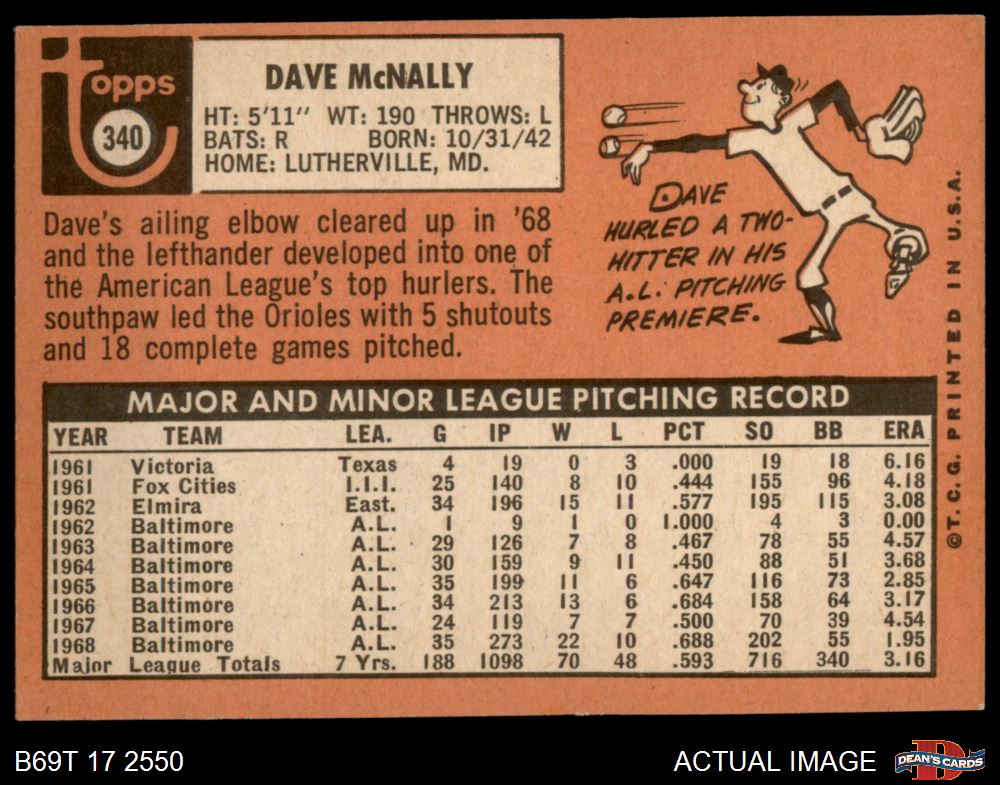 Topps
340
DAVE McNALLY
HT: 5'11" WT: 190 THROWS: L
BATS: R BORN: 10/31/42
HOME: LUTHERVILLE, MD.
Dave's ailing elbow cleared up in '68
and the lefthander developed into one of
the American League's top hurlers. The
southpaw led the Orioles with 5 shutouts
and 18 complete games pitched.
DAVE
HURLED A TWO-
HITTER IN HIS
A.L. PITCHING
PREMIERE.
©T. C. G. PRINTED IN U.S.A.
MAJOR AND MINOR LEAGUE PITCHING RECORD
YEAR TEAM LEA. G IP W L PCT SO BB ERA
1961 Victoria Texas 4 19 0 3 .000 19 18 6.16
1961 Fox Cities I.I.I. 25 140 8 10 .444 155 96 4.18
1962 Elmira East. 34 196 15 11 .577 195 115 3.08
1962 Baltimore A.L. 1 9 1 0 1.000 4 3 0.00
1963 Baltimore A.L. 29 126 7 8 .467 78 55 4.57
1964 Baltimore A.L. 30 159 9 11 .450 88 51 3.68
1965 Baltimore A.L. 35 199 11 6 .647 116 73 2.85
1966 Baltimore A.L. 34 213 13 6 .684 158 64 3.17
1967 Baltimore A.L. 24 119 7 7 .500 70 39 4.54
1968 Baltimore A.L. 35 273 22 10 .688 202 55 1.95
Major League Totals 7 Yrs. 188 1098 70 48 .593 716 340 3.16
B69T 17 2550
ACTUAL IMAGE
DEAN'S CARDS